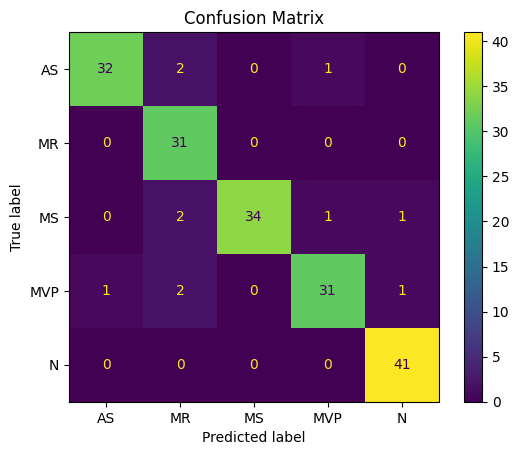 Confusion Matrix
True label
AS 32 2 0 1 0
MR 0 31 0 0 0
MS 0 2 34 1 1
MVP 1 2 0 31 1
N 0 0 0 0 41
AS MR MS MVP N
Predicted label
40
35
30
25
20
15
10
5
0